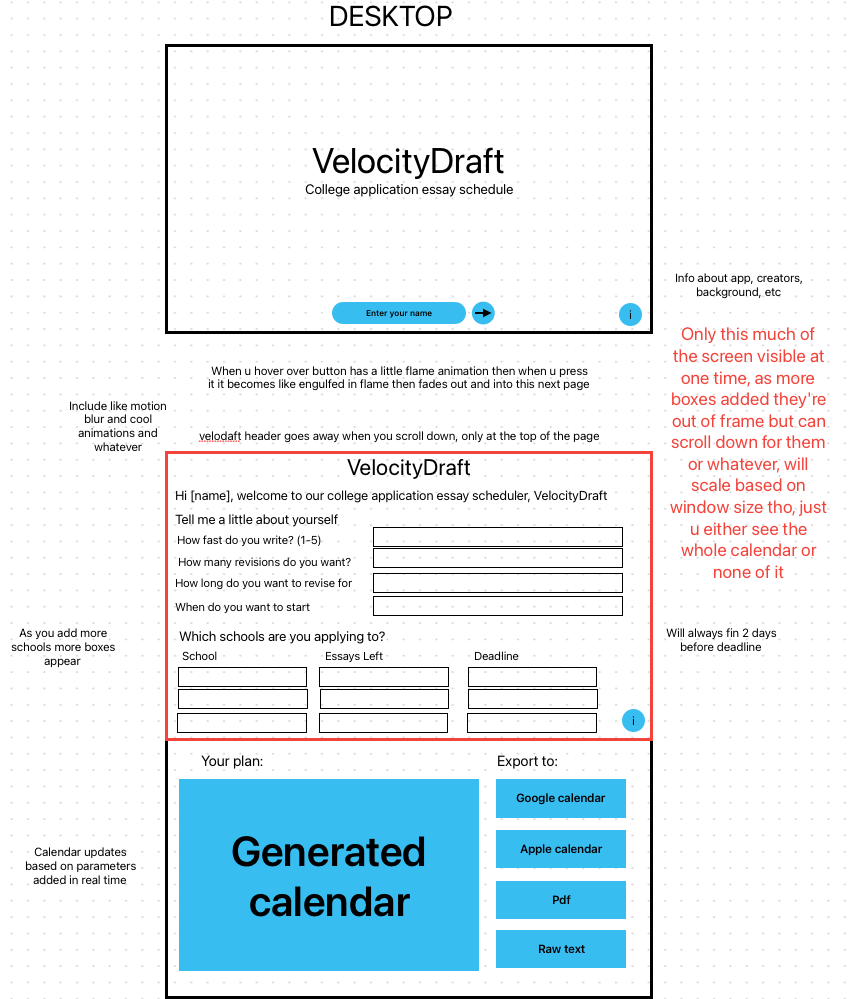 DESKTOP
VelocityDraft
College application essay schedule
Enter your name
i
Info about app, creators,
background, etc
Only this much of
the screen visible at
one time, as more
boxes added they're
out of frame but can
scroll down for them
or whatever, will
scale based on
window size tho, just
u either see the
whole calendar or
none of it
When u hover over button has a little flame animation then when u press
it it becomes like engulfed in flame then fades out and into this next page
Include like motion
blur and cool
animations and
whatever
velodaft header goes away when you scroll down, only at the top of the page
VelocityDraft
Hi [name], welcome to our college application essay scheduler, VelocityDraft
Tell me a little about yourself
How fast do you write? (1-5)
How many revisions do you want?
How long do you want to revise for
When do you want to start
As you add more
schools more boxes
appear
Which schools are you applying to?
School Essays Left Deadline
i
Will always fin 2 days
before deadline
Your plan:
Export to:
Generated
calendar
Google calendar
Apple calendar
Pdf
Raw text
Calendar updates
based on parameters
added in real time